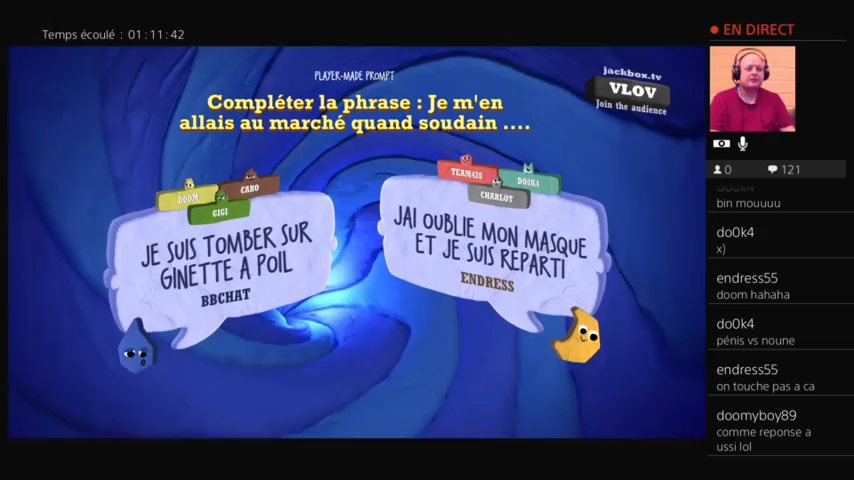 Temps écoulé : 01:11:42
EN DIRECT
PLAYER-MADE PROMPT
Compléter la phrase : Je m'en
allais au marché quand soudain ....
jackbox.tv
VLOV
Join the audience
DOOM
CARO
GIGI
JE SUIS TOMBER SUR
GINETTE A POIL
BBCHAT
TEAM420
DOOK4
CHARLOT
JAI OUBLIE MON MASQUE
ET JE SUIS REPARTI
ENDRESS
0
121
do0k4
bin mouuuu
do0k4
x)
endress55
doom hahaha
do0k4
pénis vs noune
endress55
on touche pas a ca
doomyboy89
comme reponse a
ussi lol